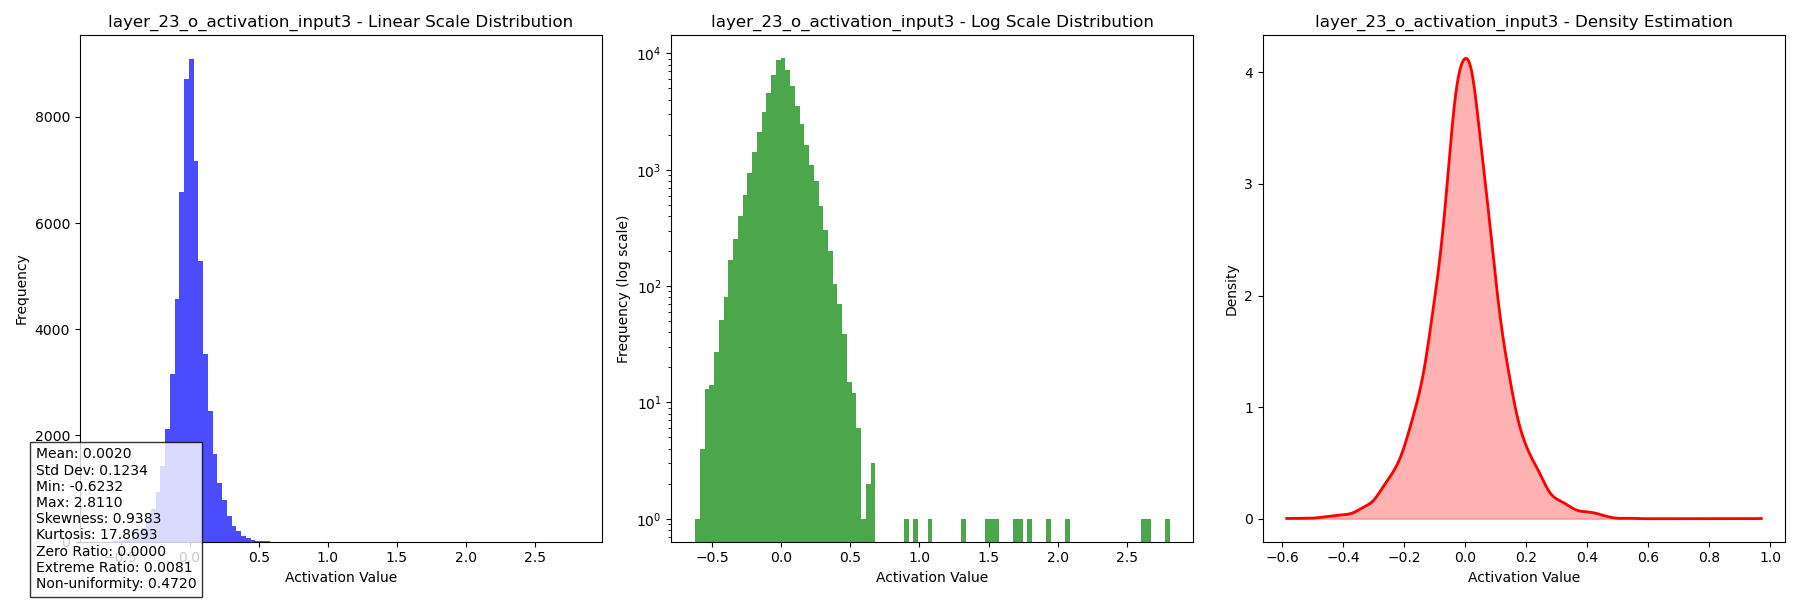 layer_23_o_activation_input3 - Linear Scale Distribution
Frequency
8000
6000
4000
2000
0.5
1.0
1.5
2.0
2.5
Activation Value
Mean: 0.0020
Std Dev: 0.1234
Min: -0.6232
Max: 2.8110
Skewness: 0.9383
Kurtosis: 17.8693
Zero Ratio: 0.0000
Extreme Ratio: 0.0081
Non-uniformity: 0.4720
layer_23_o_activation_input3 - Log Scale Distribution
Frequency (log scale)
10⁴
10³
10²
10¹
10⁰
−0.5
0.0
0.5
1.0
1.5
2.0
2.5
Activation Value
layer_23_o_activation_input3 - Density Estimation
Density
4
3
2
1
0
−0.6
−0.4
−0.2
0.0
0.2
0.4
0.6
0.8
1.0
Activation Value